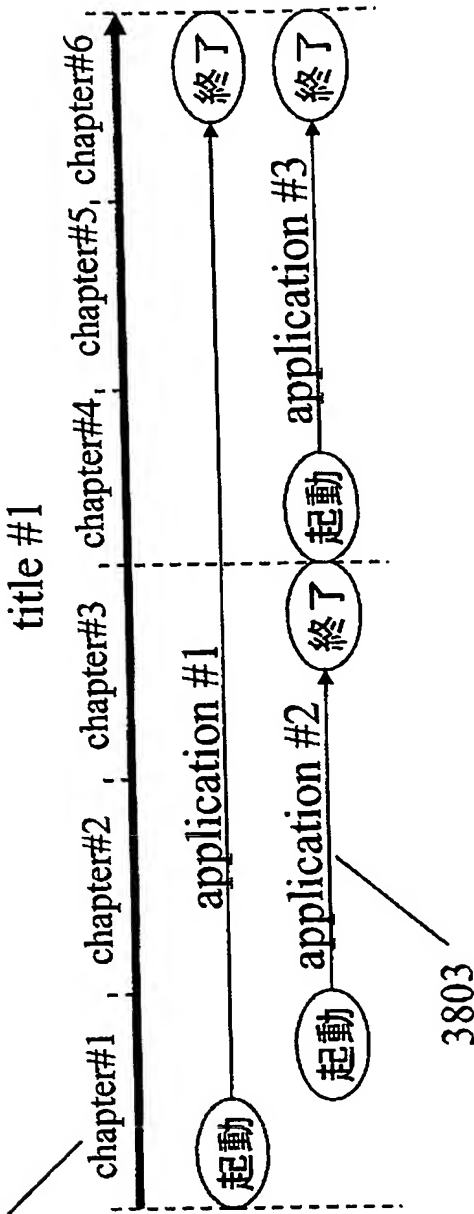 title #1
chapter#1 chapter#2 chapter#3 chapter#4, chapter#5, chapter#6
起動 application #1 終了
起動 application #2 終了 起動 application #3 終了
3803